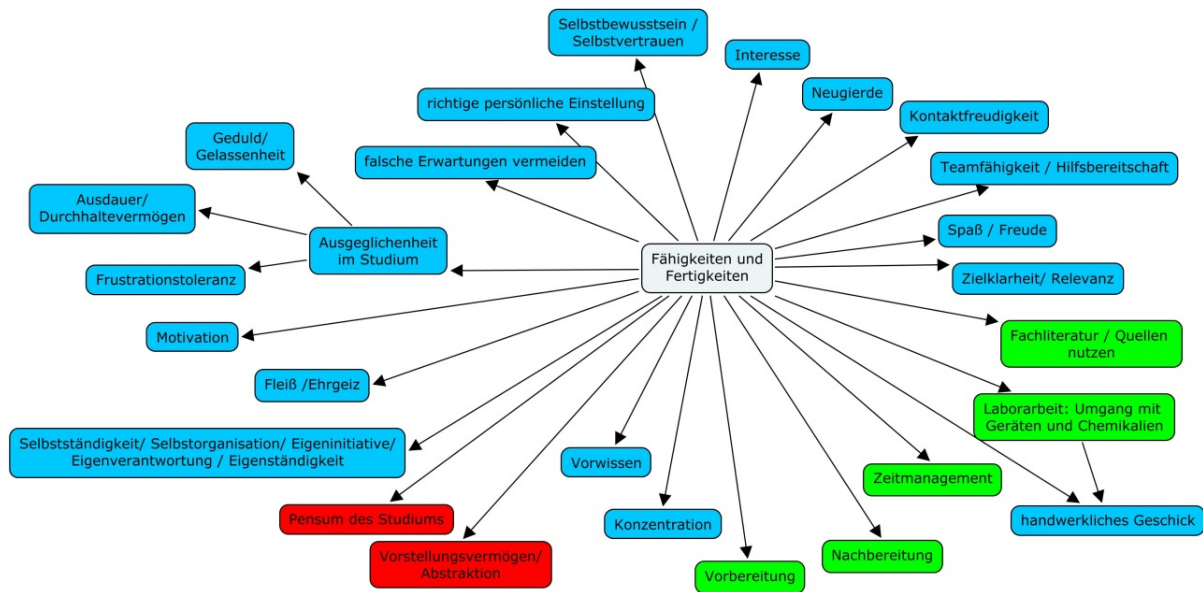 Selbstbewusstsein /
Selbstvertrauen
Interesse
Neugierde
richtige persönliche Einstellung
Kontaktfreudigkeit
Geduld/
Gelassenheit
falsche Erwartungen vermeiden
Teamfähigkeit / Hilfsbereitschaft
Ausdauer/
Durchhaltevermögen
Ausgeglichenheit
im Studium
Spaß / Freude
Fähigkeiten und
Fertigkeiten
Frustrationstoleranz
Zielklarheit/ Relevanz
Motivation
Fachliteratur / Quellen
nutzen
Fleiß /Ehrgeiz
Laborarbeit: Umgang mit
Geräten und Chemikalien
Selbstständigkeit/ Selbstorganisation/ Eigeninitiative/
Eigenverantwortung / Eigenständigkeit
Vorwissen
Zeitmanagement
Pensum des Studiums
Konzentration
handwerkliches Geschick
Vorstellungsvermögen/
Abstraktion
Nachbereitung
Vorbereitung